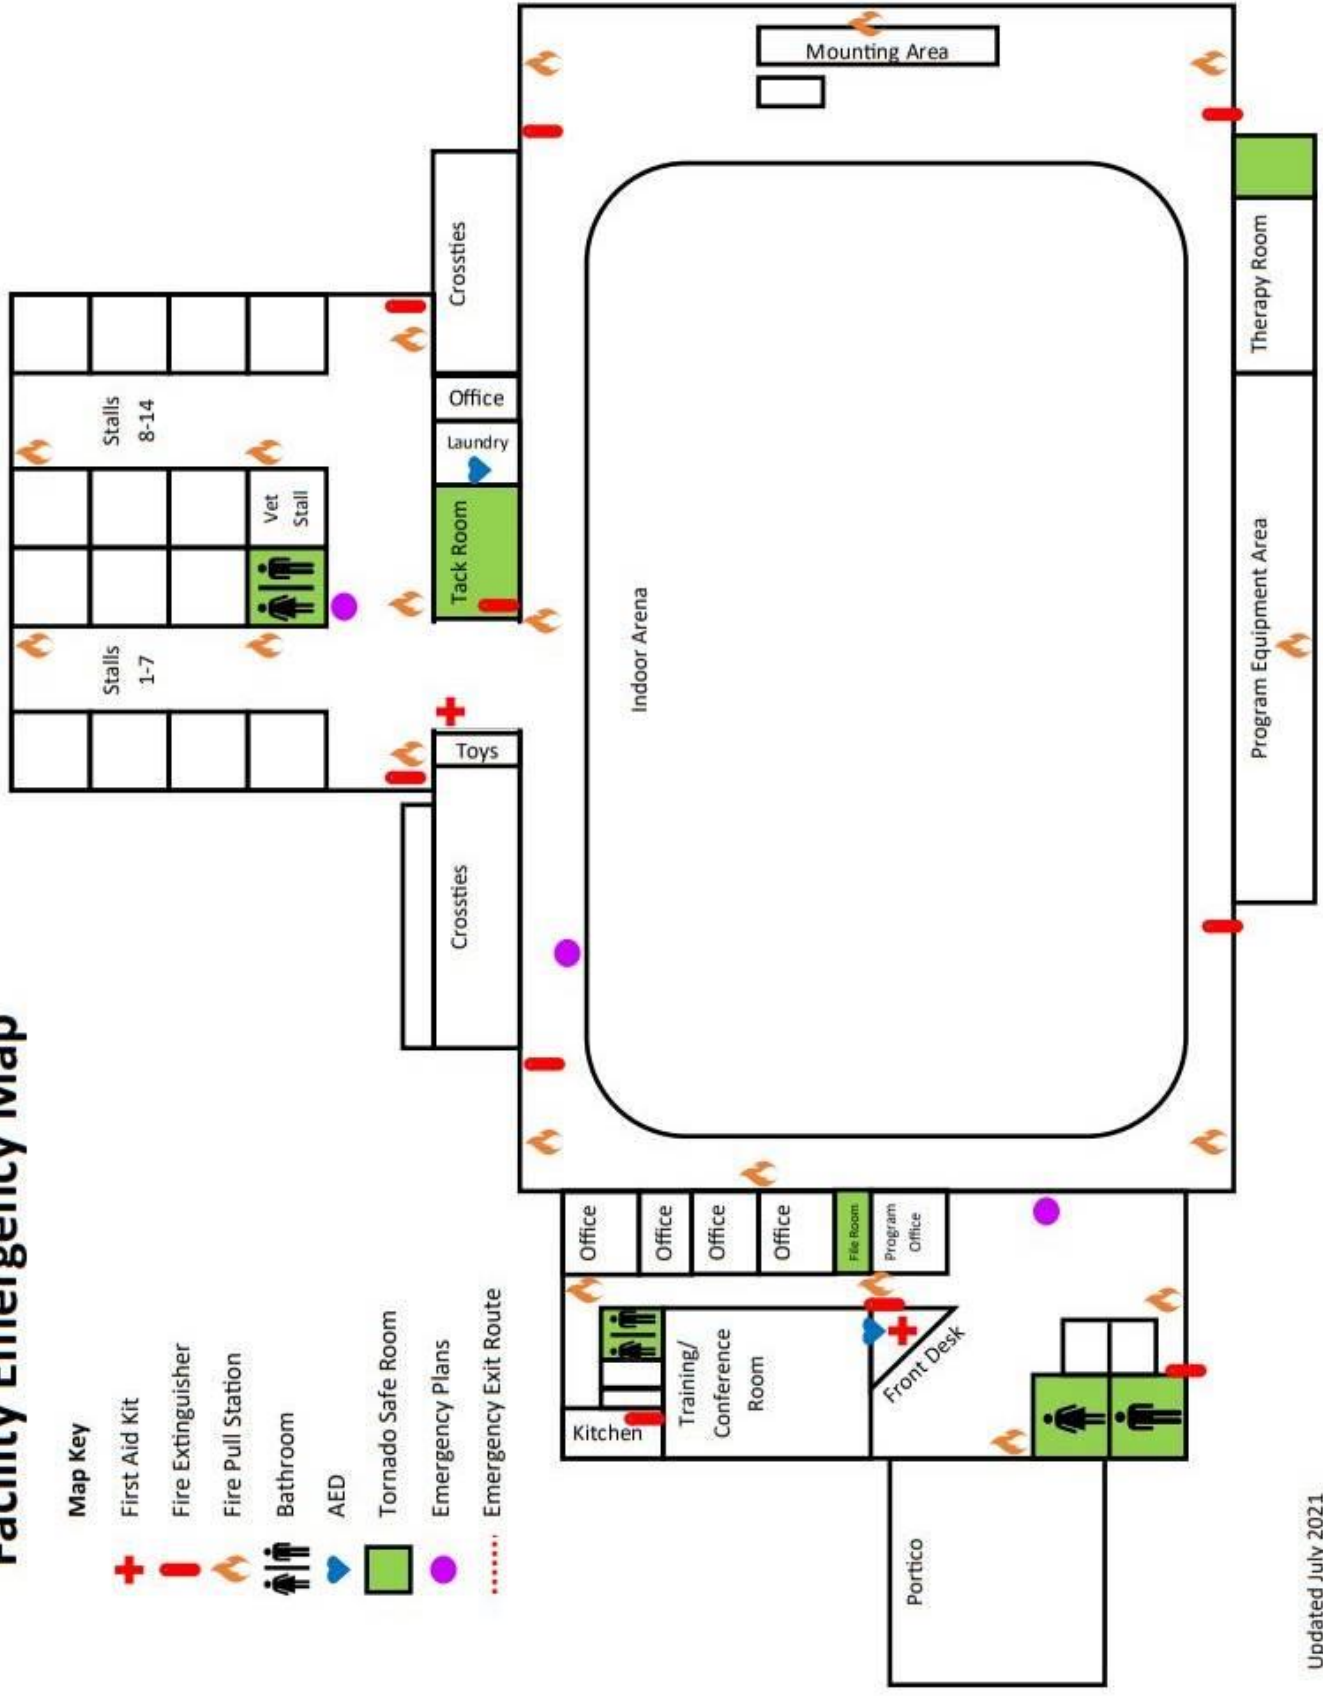 Facility Emergency Map
Map Key
First Aid Kit
Fire Extinguisher
Fire Pull Station
Bathroom
AED
Tornado Safe Room
Emergency Plans
Emergency Exit Route
Stalls
1-7
Stalls
8-14
Vet
Stall
Crossties
Toys
Tack Room
Laundry
Office
Crossties
Kitchen
Training/
Conference
Room
Office
Office
Office
Office
File Room
Program
Office
Front Desk
Portico
Indoor Arena
Mounting Area
Program Equipment Area
Therapy Room
Updated July 2021